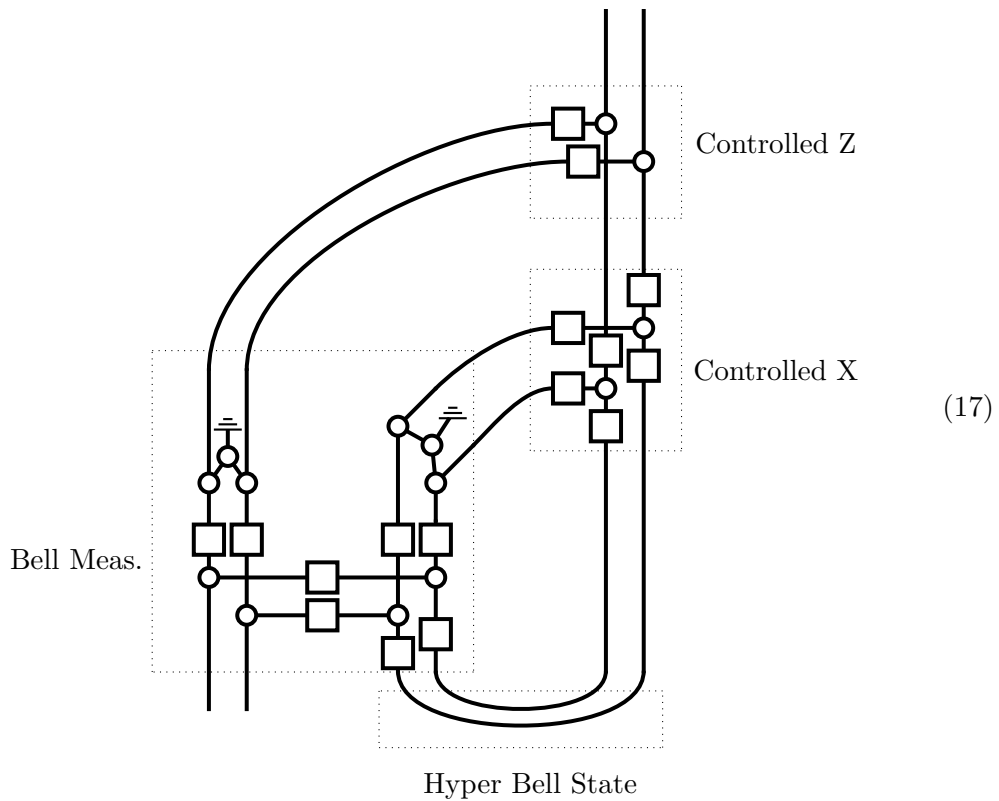 Controlled Z
Controlled X
(17)
Bell Meas.
Hyper Bell State